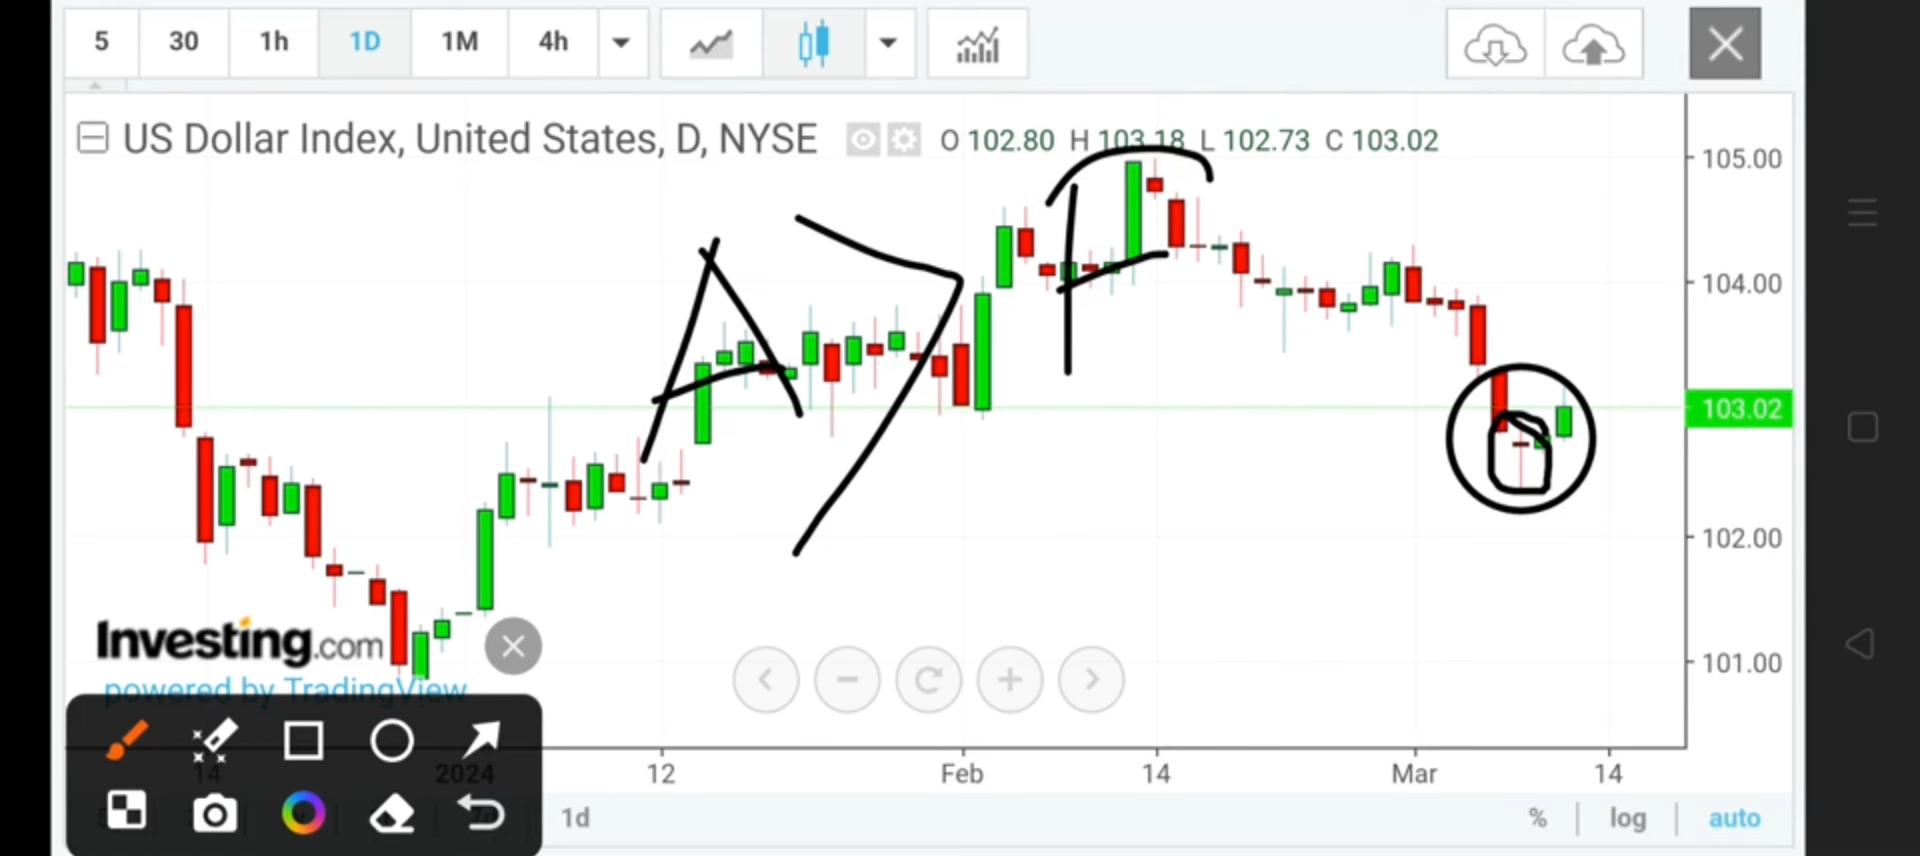 5 30 1h 1D 1M 4h
US Dollar Index, United States, D, NYSE O 102.80 H 103.18 L 102.73 C 103.02
105.00
104.00
103.02
102.00
101.00
Investing.com
powered by TradingView
14 2024 12 Feb 14 Mar 14
1d % log auto